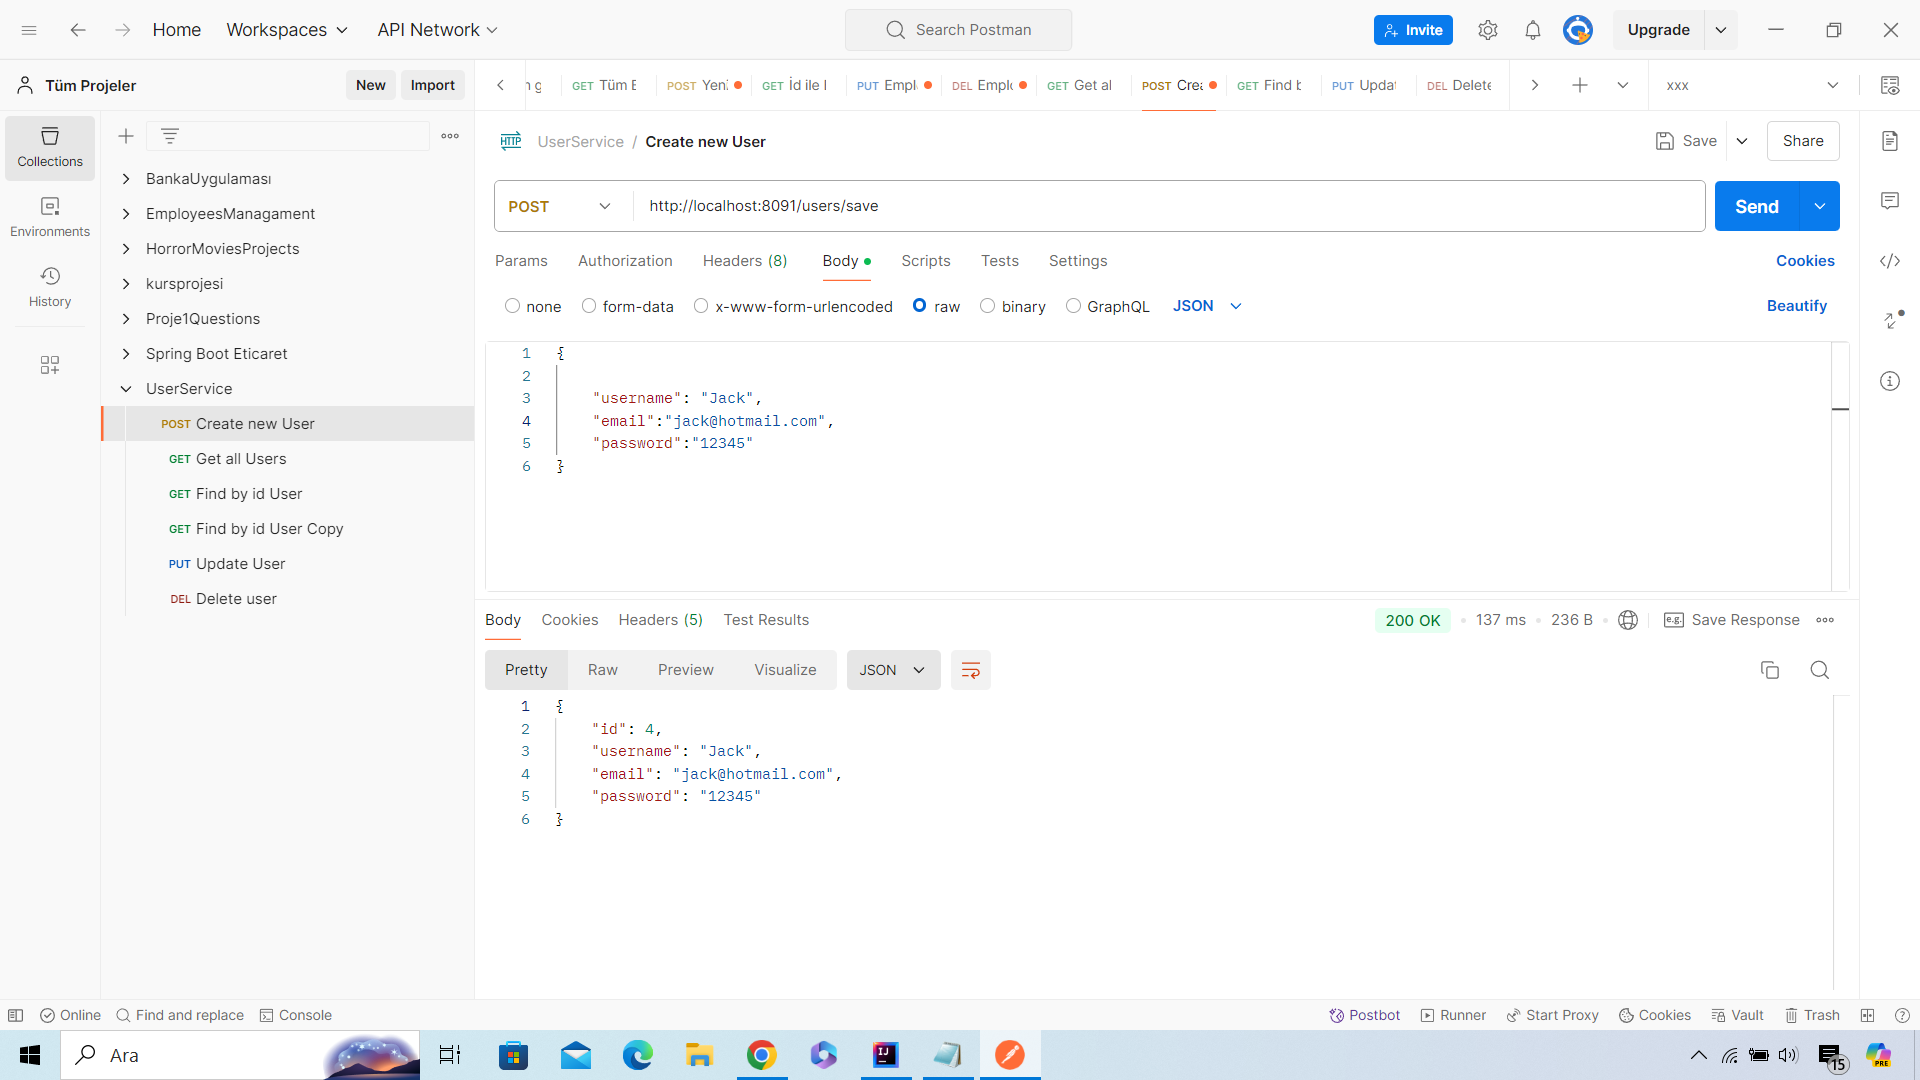 Home Workspaces API Network Search Postman Invite Upgrade
Tüm Projeler New Import GET Tüm E POST Yeni GET İd ile PUT Empl DEL Empl GET Get al POST Crea GET Find b PUT Updat DEL Delete xxx
Collections
Environments
History
BankaUygulaması
EmployeesManagament
HorrorMoviesProjects
kursprojesi
Proje1Questions
Spring Boot Eticaret
UserService
POST Create new User
GET Get all Users
GET Find by id User
GET Find by id User Copy
PUT Update User
DEL Delete user
HTTP UserService / Create new User Save Share
POST http://localhost:8091/users/save Send
Params Authorization Headers (8) Body Scripts Tests Settings Cookies
none form-data x-www-form-urlencoded raw binary GraphQL JSON Beautify
1 {
2
3 "username": "Jack",
4 "email":"jack@hotmail.com",
5 "password":"12345"
6 }
Body Cookies Headers (5) Test Results 200 OK 137 ms 236 B e.g. Save Response
Pretty Raw Preview Visualize JSON
1 {
2 "id": 4,
3 "username": "Jack",
4 "email": "jack@hotmail.com",
5 "password": "12345"
6 }
Online Find and replace Console Postbot Runner Start Proxy Cookies Vault Trash
Ara IJ 15 PRE